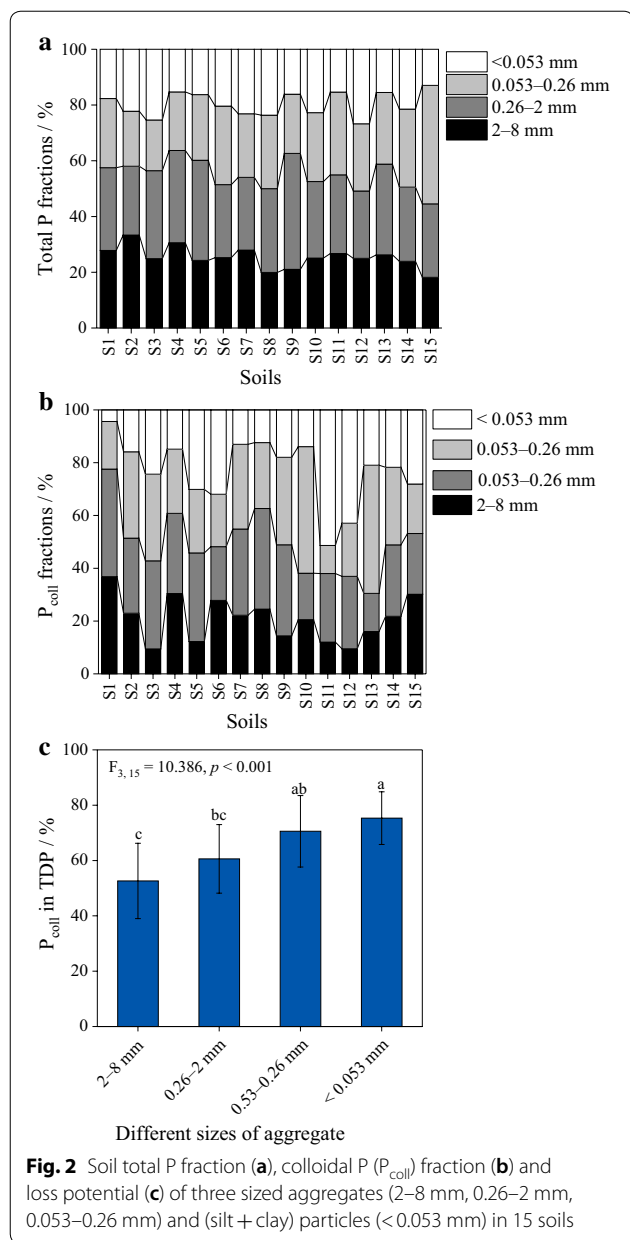 a
100
80
60
40
20
0
Total P fractions / %
<0.053 mm
0.053–0.26 mm
0.26–2 mm
2–8 mm
S1 S2 S3 S4 S5 S6 S7 S8 S9 S10 S11 S12 S13 S14 S15
Soils
b
100
80
60
40
20
0
Pcoll fractions / %
< 0.053 mm
0.053–0.26 mm
0.053–0.26 mm
2–8 mm
S1 S2 S3 S4 S5 S6 S7 S8 S9 S10 S11 S12 S13 S14 S15
Soils
c
100
80
60
40
20
0
Pcoll in TDP / %
F3, 15 = 10.386, p < 0.001
c
bc
ab
a
2–8 mm
0.26–2 mm
0.53–0.26 mm
< 0.053 mm
Different sizes of aggregate
Fig. 2 Soil total P fraction (a), colloidal P (Pcoll) fraction (b) and
loss potential (c) of three sized aggregates (2–8 mm, 0.26–2 mm,
0.053–0.26 mm) and (silt + clay) particles (< 0.053 mm) in 15 soils